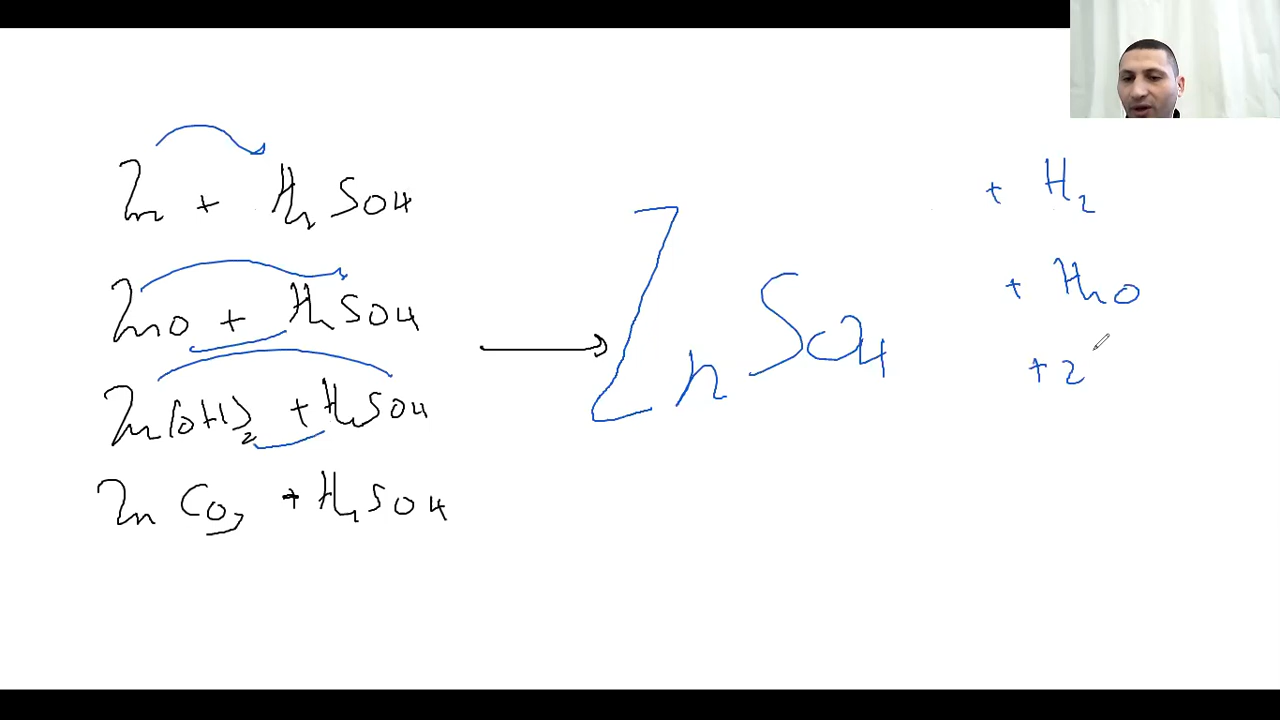 Zn + H2SO4
ZnO + H2SO4
Zn(OH)2 + H2SO4
ZnCO3 + H2SO4
ZnSO4
+ H2
+ H2O
+ 2